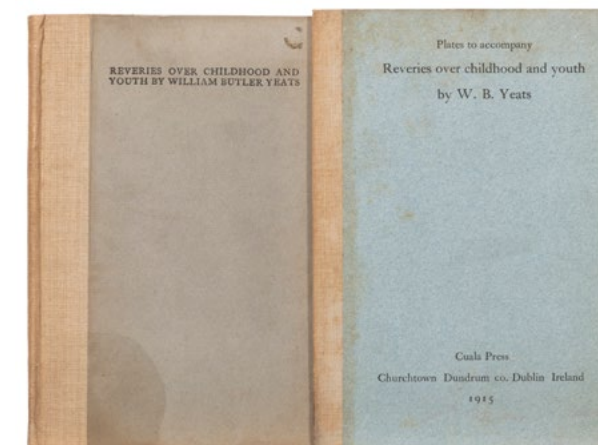 REVERIES OVER CHILDHOOD AND
YOUTH BY WILLIAM BUTLER YEATS
Plates to accompany
Reveries over childhood and youth
by W. B. Yeats
Cuala Press
Churchtown Dundrum co. Dublin Ireland
1915